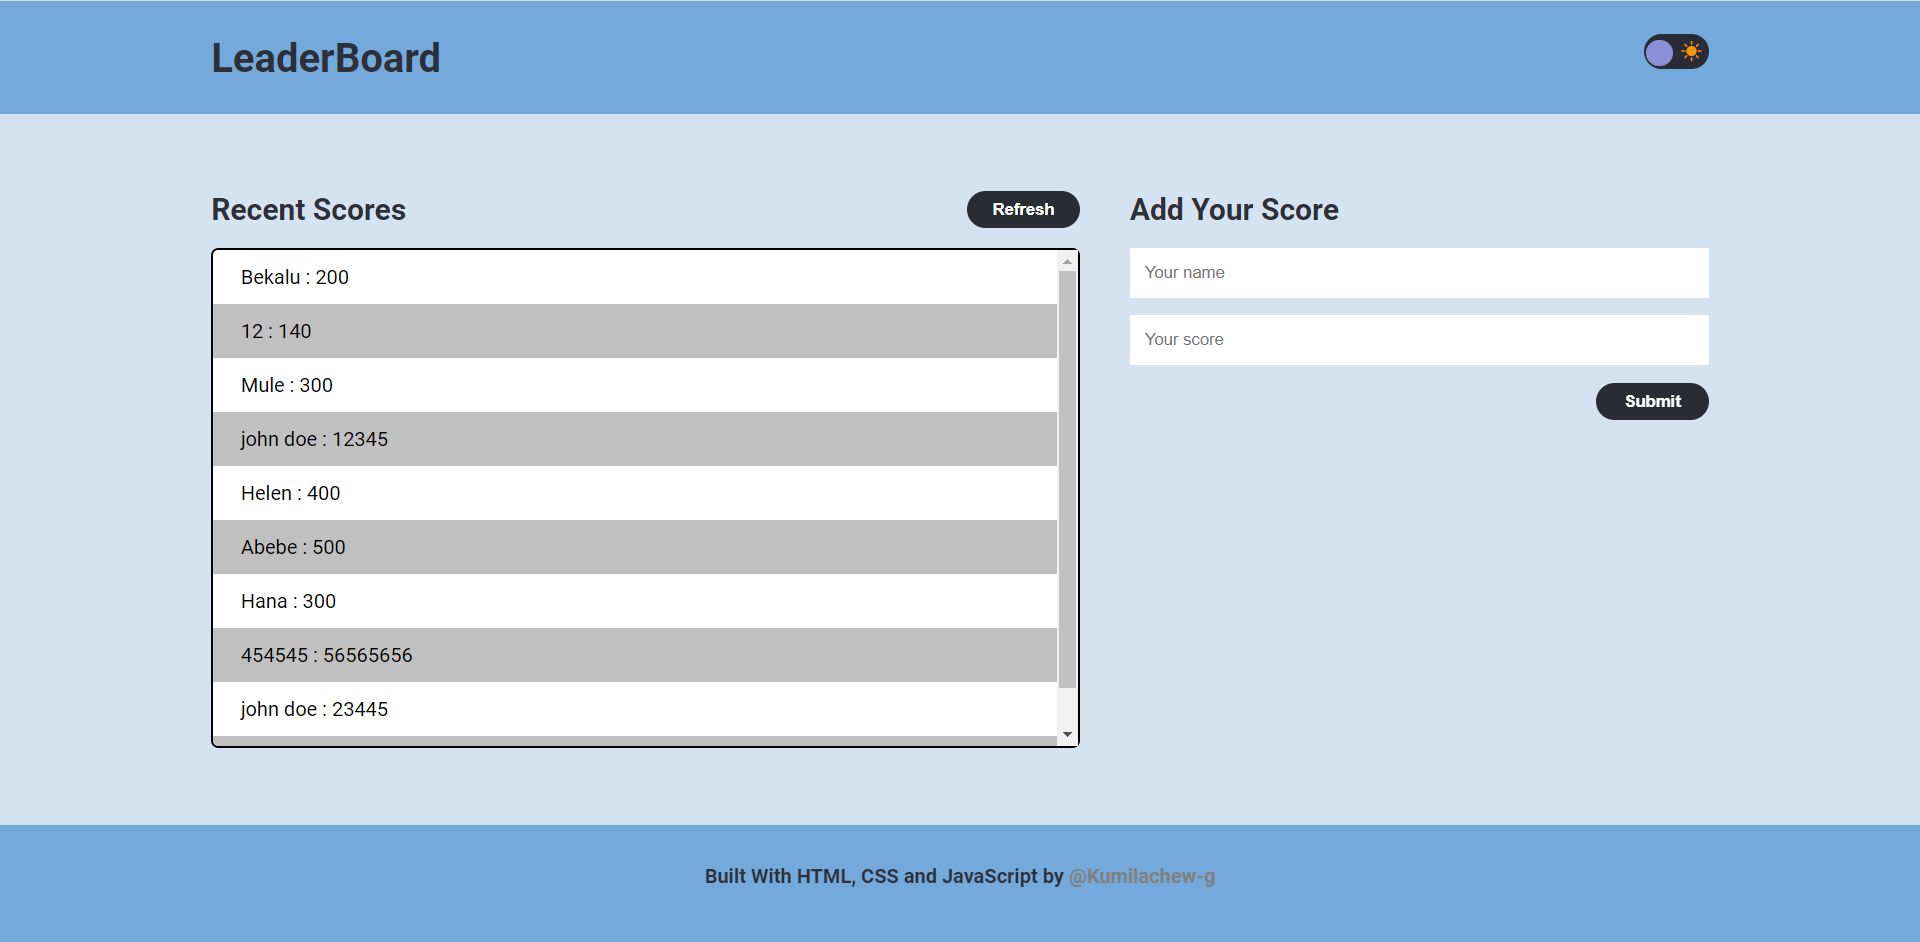 LeaderBoard
Recent Scores
Refresh
Bekalu : 200
12 : 140
Mule : 300
john doe : 12345
Helen : 400
Abebe : 500
Hana : 300
454545 : 56565656
john doe : 23445
Add Your Score
Your name
Your score
Submit
Built With HTML, CSS and JavaScript by @Kumilachew-g